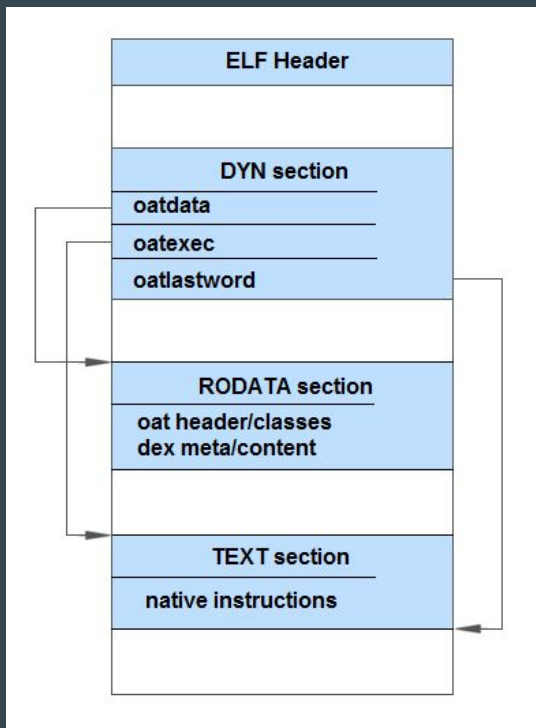 ELF Header
DYN section
oatdata
oatexec
oatlastword
RODATA section
oat header/classes
dex meta/content
TEXT section
native instructions